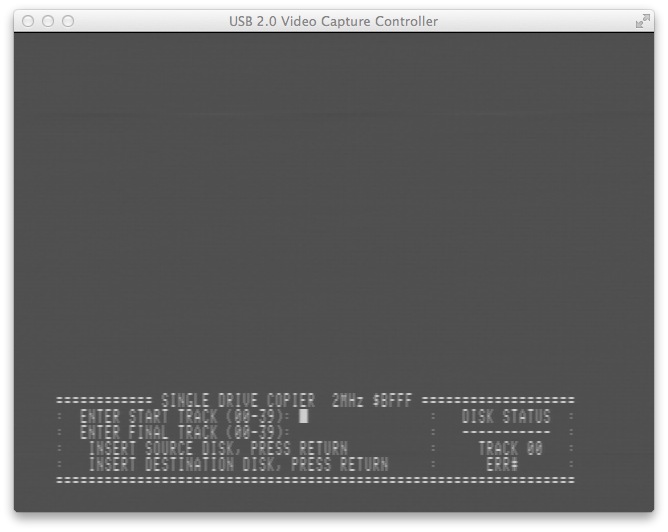 USB 2.0 Video Capture Controller
============ SINGLE DRIVE COPIER  2MHz $BFFF ===================
:  ENTER START TRACK (00-39):                 :   DISK STATUS  :
:  ENTER FINAL TRACK (00-39):                 :   -----------  :
:   INSERT SOURCE DISK, PRESS RETURN          :     TRACK 00   :
:   INSERT DESTINATION DISK, PRESS RETURN     :      ERR#      :
================================================================